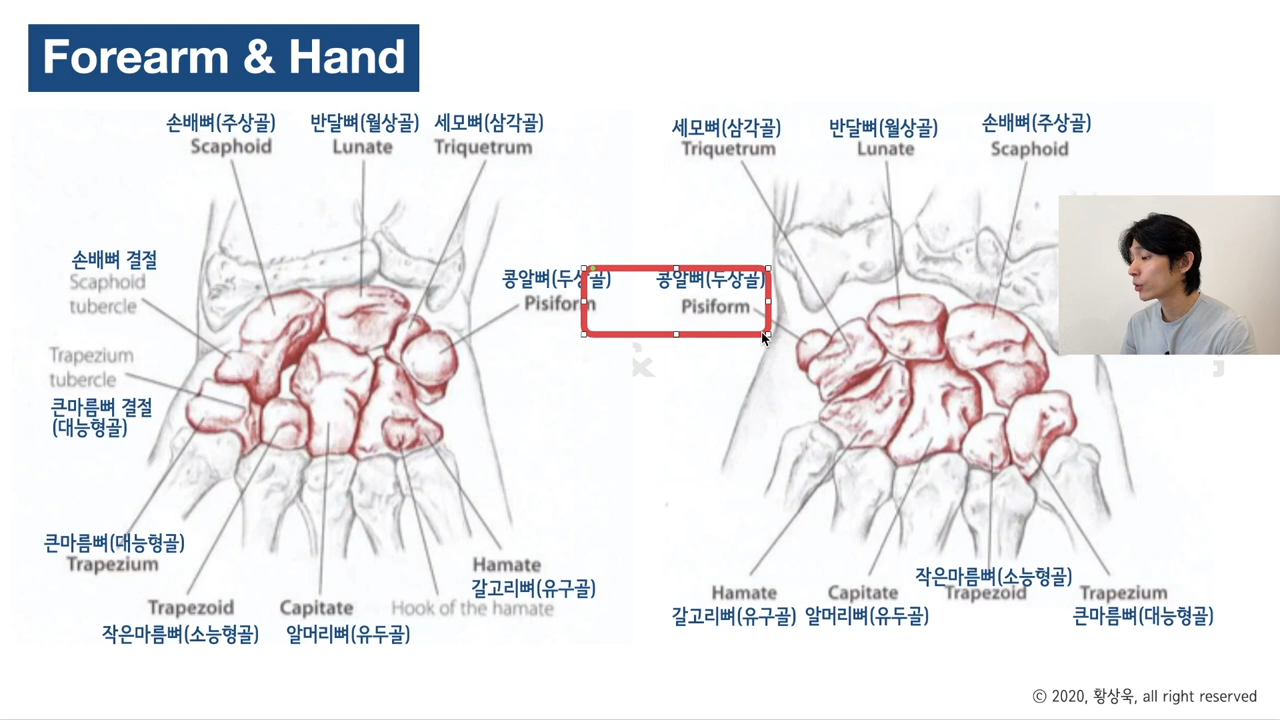 Forearm & Hand
손배뼈(주상골)
Scaphoid
반달뼈(월상골)
Lunate
세모뼈(삼각골)
Triquetrum
손배뼈 결절
Scaphoid
tubercle
콩알뼈(두상골)
Pisiform
Trapezium
tubercle
큰마름뼈 결절
(대능형골)
큰마름뼈(대능형골)
Trapezium
Trapezoid
작은마름뼈(소능형골)
Capitate
알머리뼈(유두골)
Hook of the hamate
Hamate
갈고리뼈(유구골)
세모뼈(삼각골)
Triquetrum
반달뼈(월상골)
Lunate
손배뼈(주상골)
Scaphoid
콩알뼈(두상골)
Pisiform
Hamate
갈고리뼈(유구골)
Capitate
알머리뼈(유두골)
작은마름뼈(소능형골)
Trapezoid
Trapezium
큰마름뼈(대능형골)
© 2020, 황상욱, all right reserved